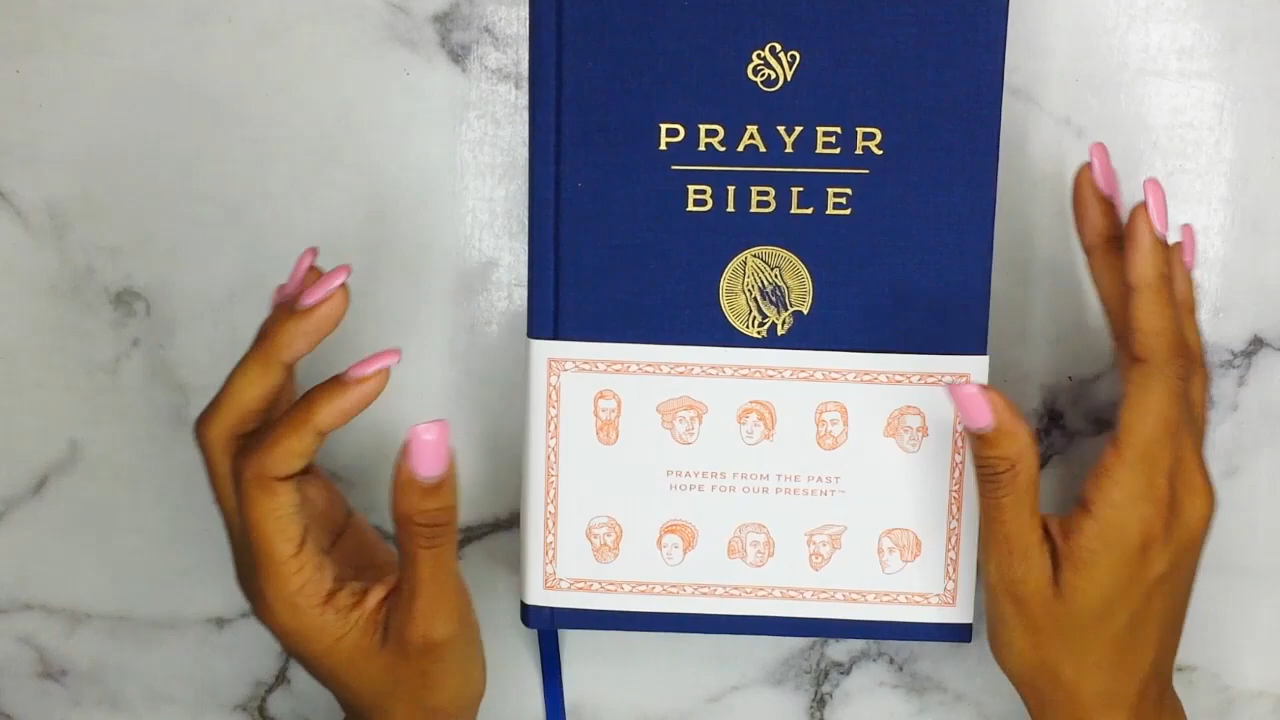 ESV
PRAYER
BIBLE
PRAYERS FROM THE PAST
HOPE FOR OUR PRESENT™